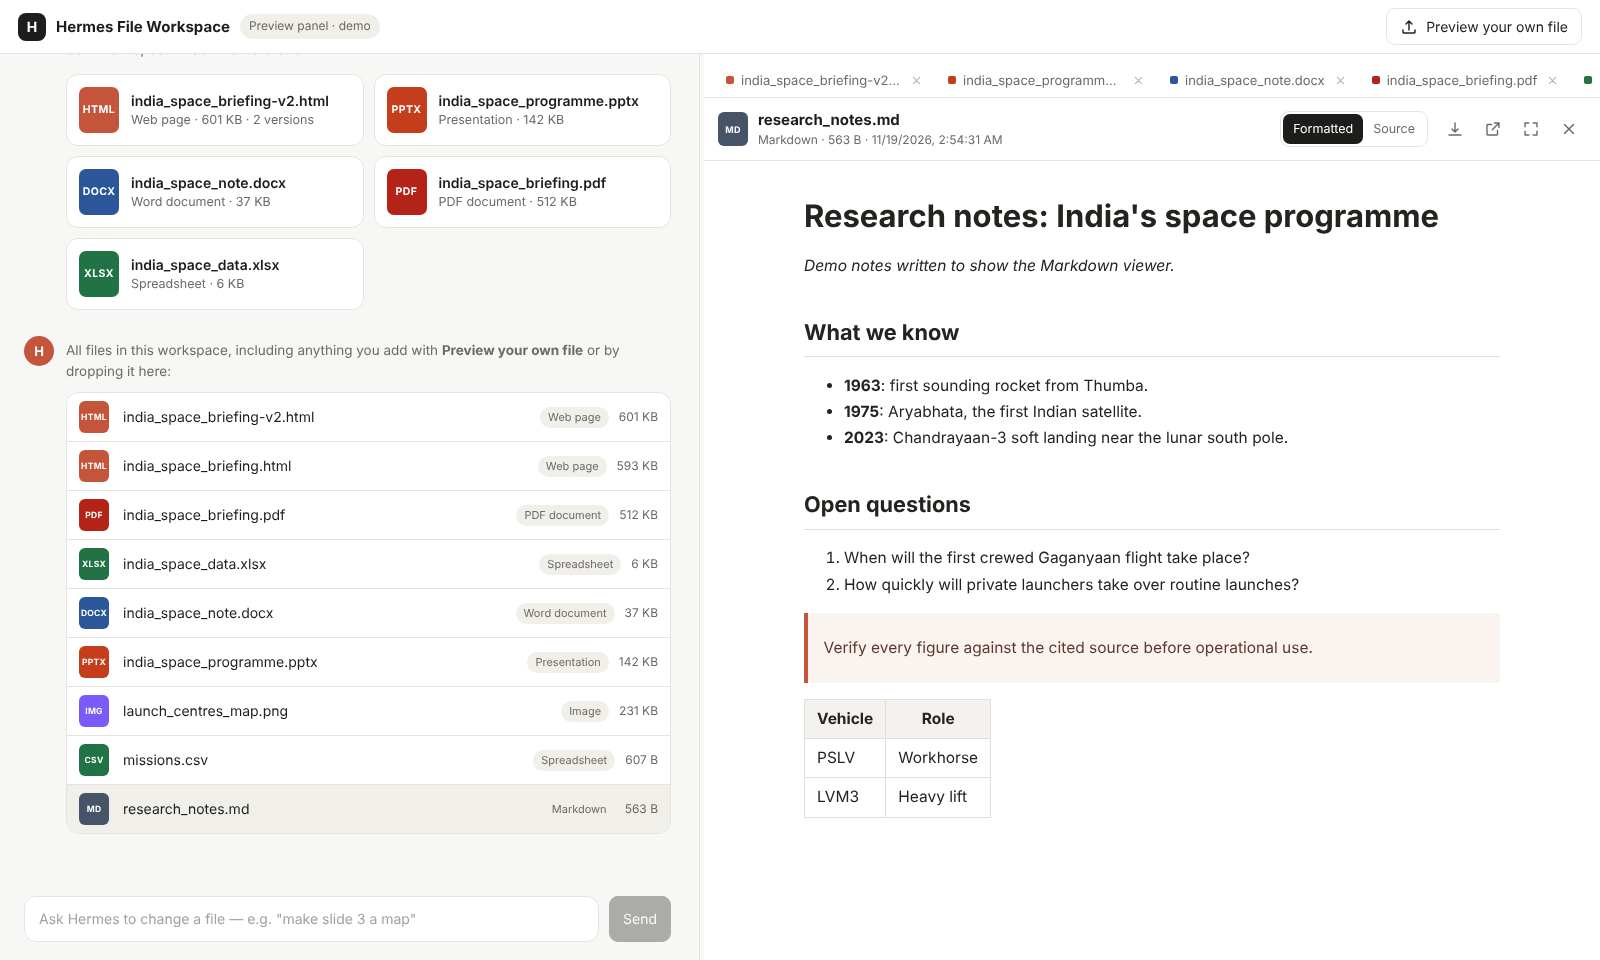 H
Hermes File Workspace
Preview panel · demo
Preview your own file
HTML
india_space_briefing-v2.html
Web page · 601 KB · 2 versions
PPTX
india_space_programme.pptx
Presentation · 142 KB
DOCX
india_space_note.docx
Word document · 37 KB
PDF
india_space_briefing.pdf
PDF document · 512 KB
XLSX
india_space_data.xlsx
Spreadsheet · 6 KB
H
All files in this workspace, including anything you add with Preview your own file or by
dropping it here:
HTML india_space_briefing-v2.html Web page 601 KB
HTML india_space_briefing.html Web page 593 KB
PDF india_space_briefing.pdf PDF document 512 KB
XLSX india_space_data.xlsx Spreadsheet 6 KB
DOCX india_space_note.docx Word document 37 KB
PPTX india_space_programme.pptx Presentation 142 KB
IMG launch_centres_map.png Image 231 KB
CSV missions.csv Spreadsheet 607 B
MD research_notes.md Markdown 563 B
Ask Hermes to change a file — e.g. "make slide 3 a map"
Send
india_space_briefing-v2...
india_space_programm...
india_space_note.docx
india_space_briefing.pdf
MD
research_notes.md
Markdown · 563 B · 11/19/2026, 2:54:31 AM
Formatted
Source
Research notes: India's space programme
Demo notes written to show the Markdown viewer.
What we know
• 1963: first sounding rocket from Thumba.
• 1975: Aryabhata, the first Indian satellite.
• 2023: Chandrayaan-3 soft landing near the lunar south pole.
Open questions
1. When will the first crewed Gaganyaan flight take place?
2. How quickly will private launchers take over routine launches?
Verify every figure against the cited source before operational use.
Vehicle Role
PSLV Workhorse
LVM3 Heavy lift